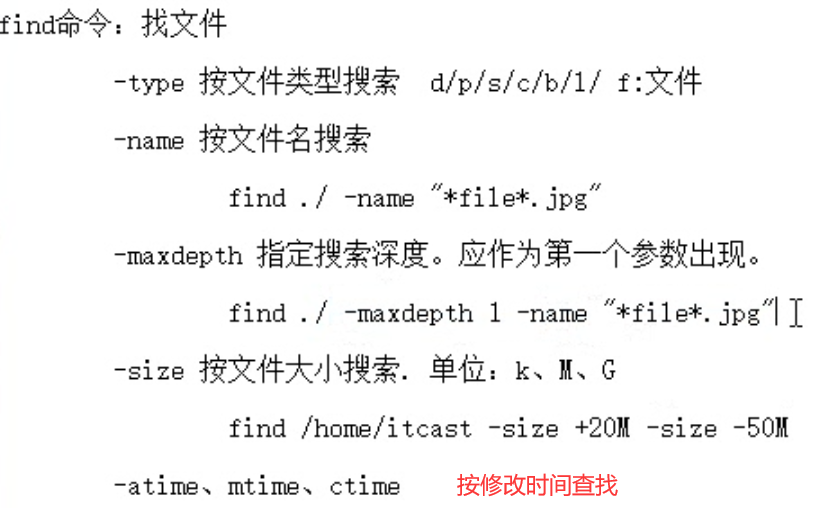 find命令：找文件
-type 按文件类型搜索 d/p/s/c/b/l/ f:文件
-name 按文件名搜索
find ./ -name "*file*.jpg"
-maxdepth 指定搜索深度。应作为第一个参数出现。
find ./ -maxdepth 1 -name "*file*.jpg"
-size 按文件大小搜索. 单位：k、M、G
find /home/itcast -size +20M -size -50M
-atime、mtime、ctime 按修改时间查找